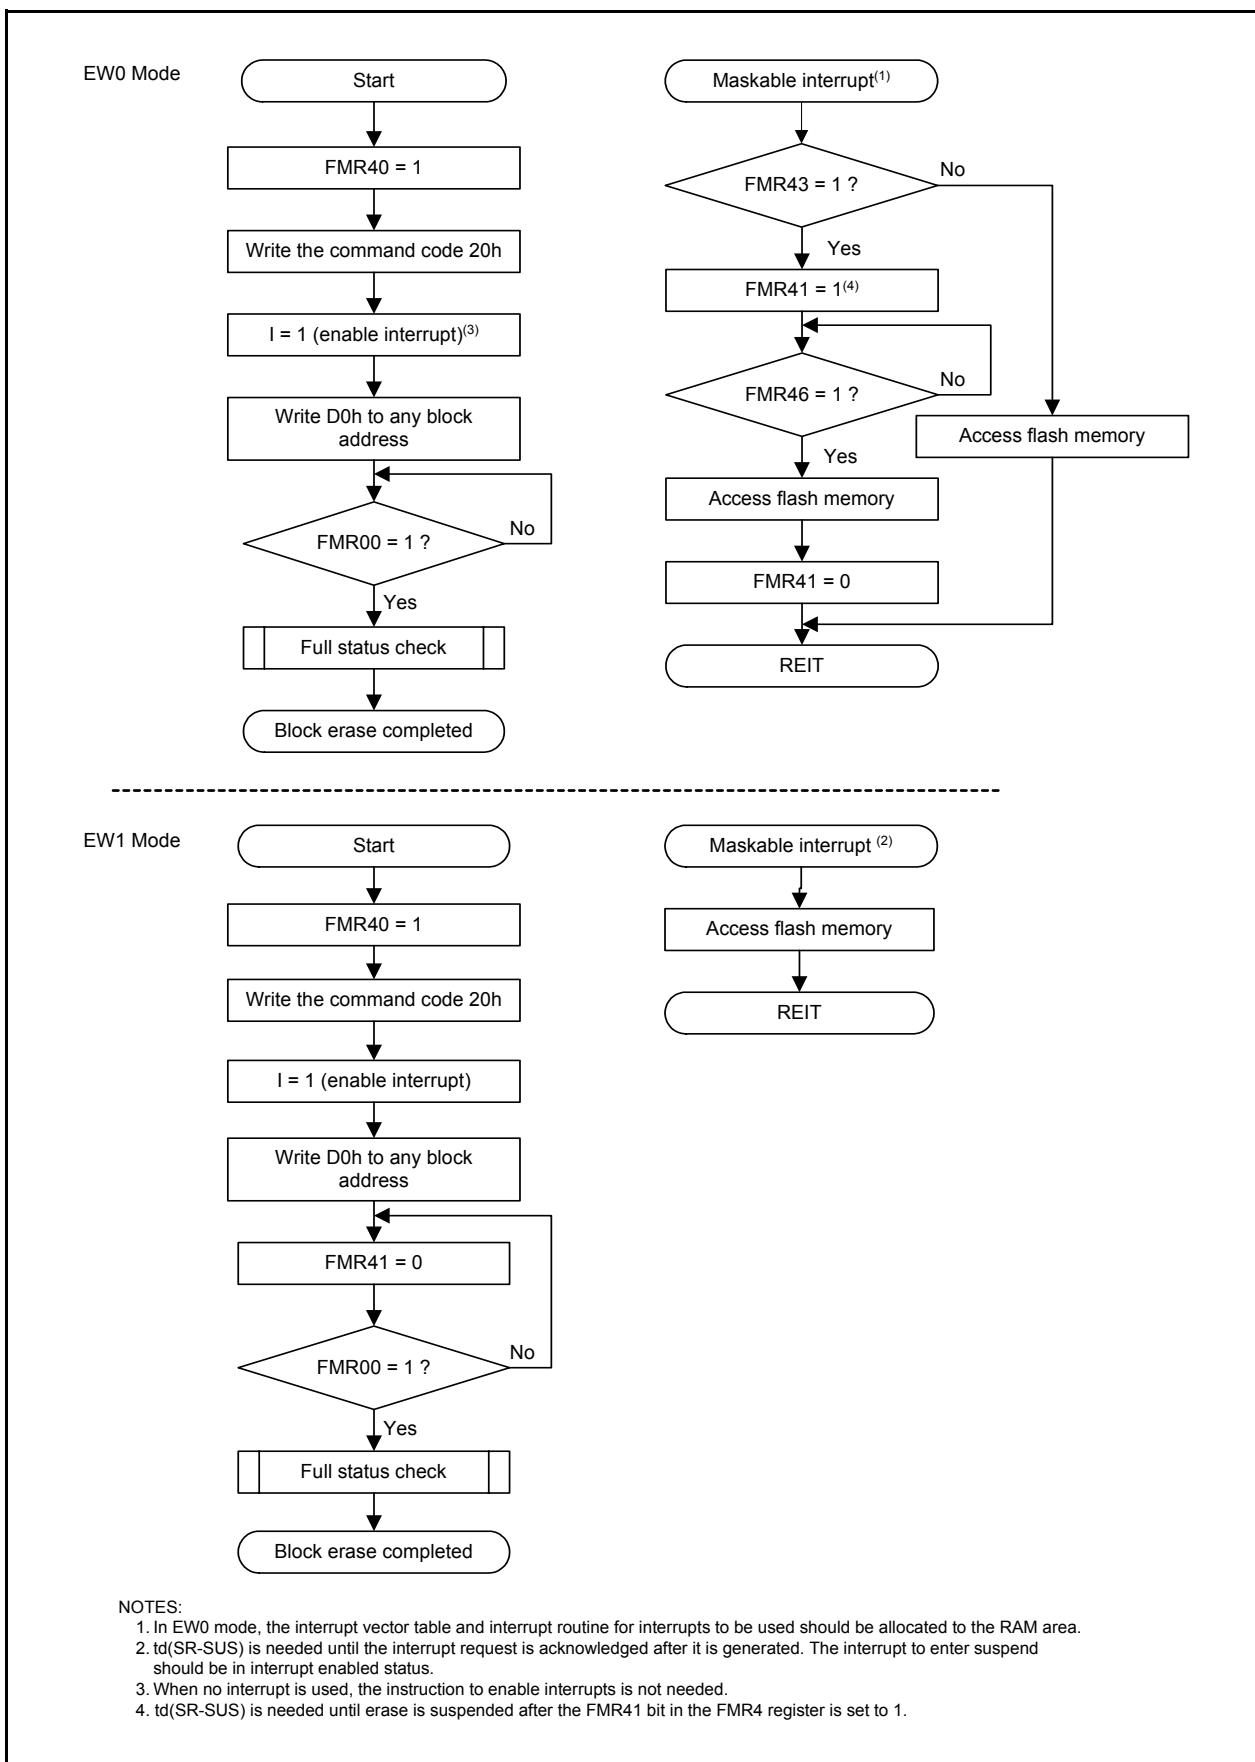 EW0 Mode
Start
FMR40 = 1
Write the command code 20h
I = 1 (enable interrupt)(3)
Write D0h to any block
address
FMR00 = 1 ?
No
Yes
Full status check
Block erase completed
Maskable interrupt(1)
FMR43 = 1 ?
No
Yes
FMR41 = 1(4)
FMR46 = 1 ?
No
Yes
Access flash memory
Access flash memory
FMR41 = 0
REIT
EW1 Mode
Start
FMR40 = 1
Write the command code 20h
I = 1 (enable interrupt)
Write D0h to any block
address
FMR41 = 0
FMR00 = 1 ?
No
Yes
Full status check
Block erase completed
Maskable interrupt (2)
Access flash memory
REIT
NOTES:
1. In EW0 mode, the interrupt vector table and interrupt routine for interrupts to be used should be allocated to the RAM area.
2. td(SR-SUS) is needed until the interrupt request is acknowledged after it is generated. The interrupt to enter suspend
should be in interrupt enabled status.
3. When no interrupt is used, the instruction to enable interrupts is not needed.
4. td(SR-SUS) is needed until erase is suspended after the FMR41 bit in the FMR4 register is set to 1.